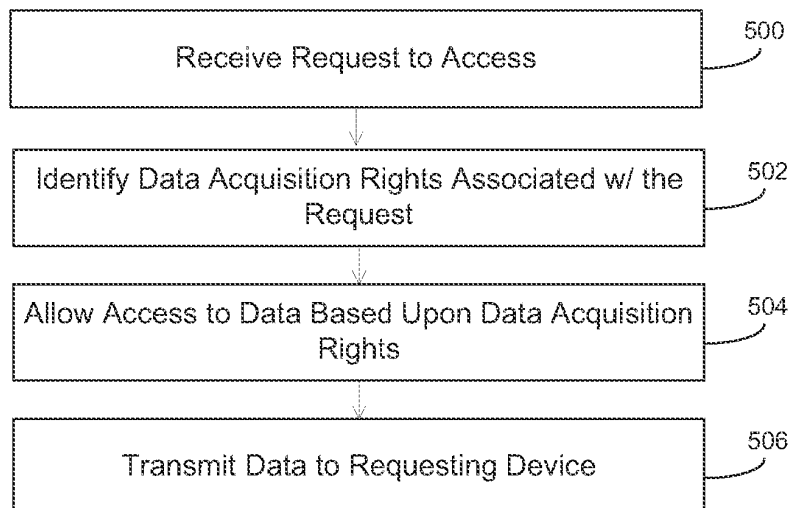 Receive Request to Access
500
Identify Data Acquisition Rights Associated w/ the
Request
502
Allow Access to Data Based Upon Data Acquisition
Rights
504
Transmit Data to Requesting Device
506